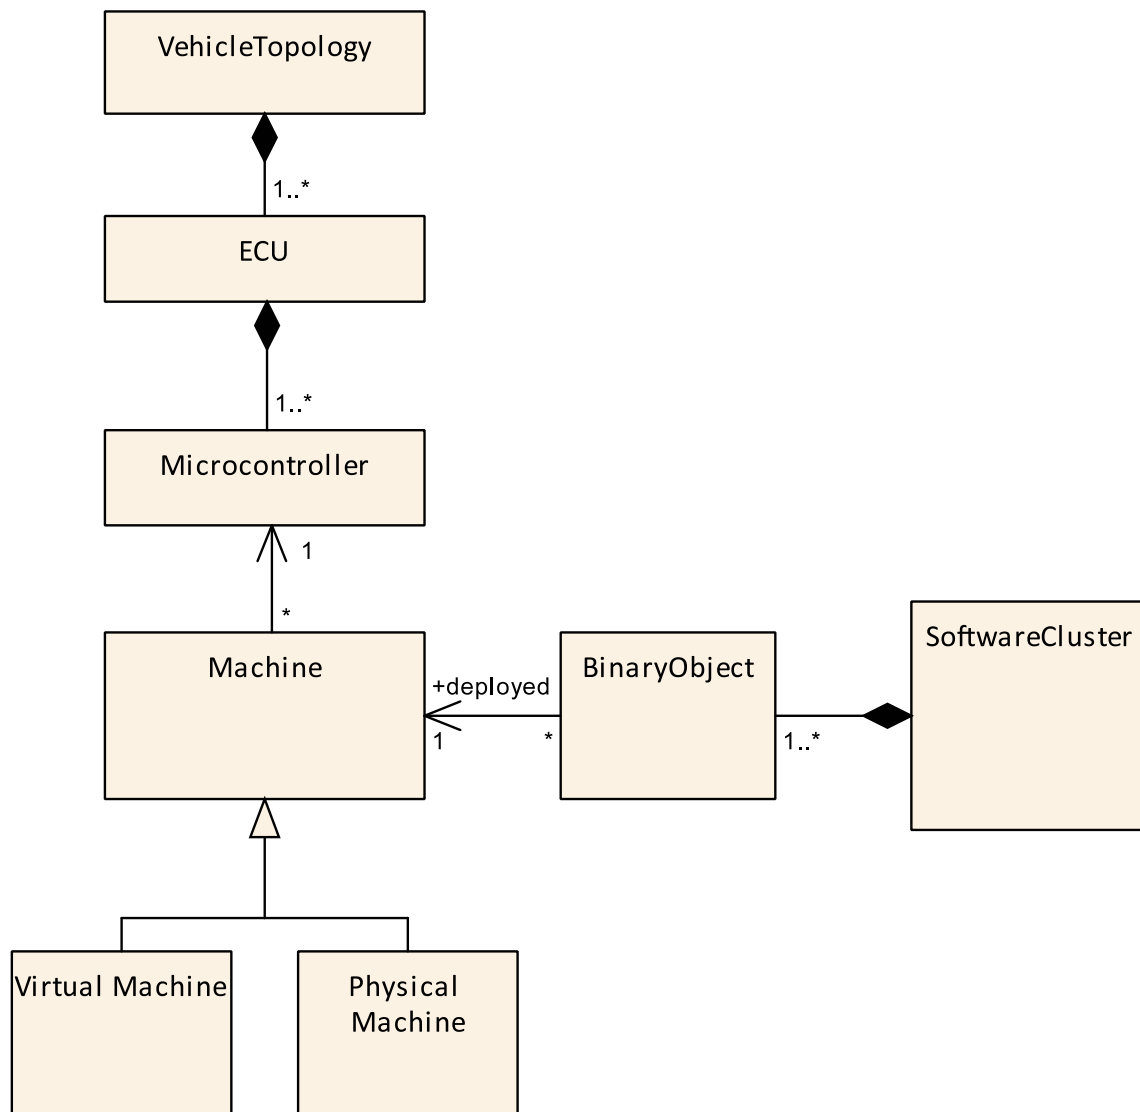 VehicleTopology
1..*
ECU
1..*
Microcontroller
1
*
Machine
+deployed
1
*
BinaryObject
1..*
SoftwareCluster
Virtual Machine
Physical
Machine